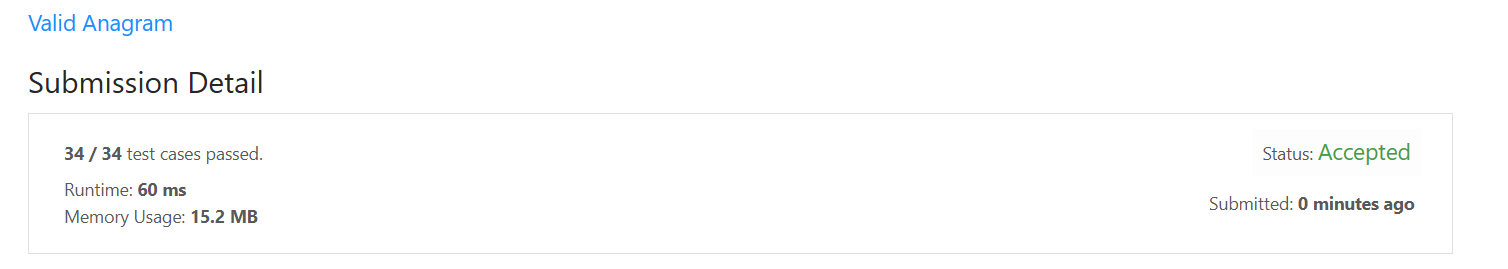 Valid Anagram
Submission Detail
34 / 34 test cases passed.
Status: Accepted
Runtime: 60 ms
Submitted: 0 minutes ago
Memory Usage: 15.2 MB